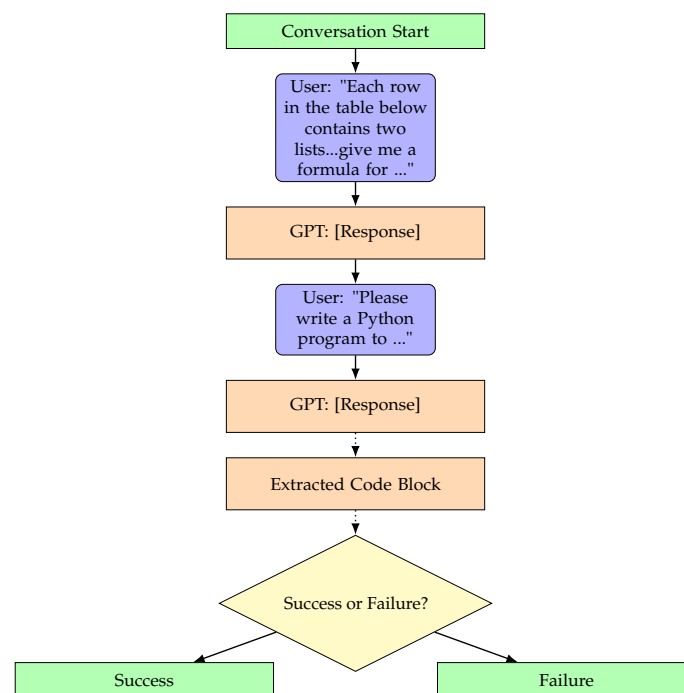 Conversation Start
User: "Each row
in the table below
contains two
lists...give me a
formula for ..."
GPT: [Response]
User: "Please
write a Python
program to ..."
GPT: [Response]
Extracted Code Block
Success or Failure?
Success
Failure